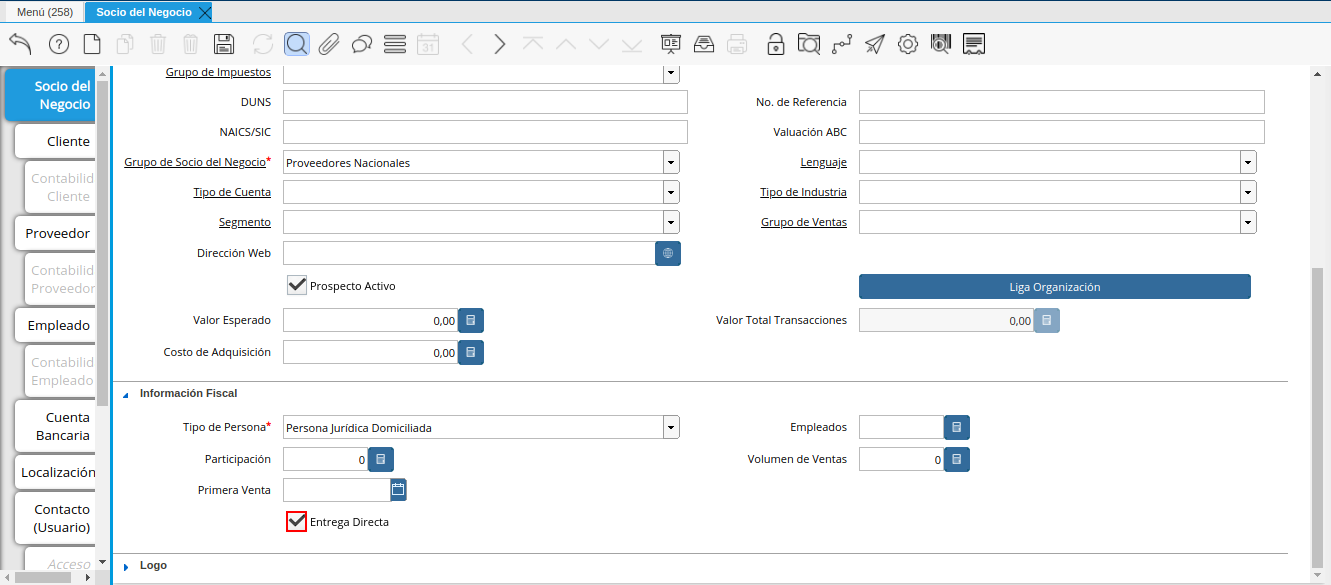 Menú (258)
Socio del Negocio
31
Socio del
Negocio
Cliente
Contabilid
Cliente
Proveedor
Contabilid
Proveedor
Empleado
Contabilid
Empleado
Cuenta
Bancaria
Localización
Contacto
(Usuario)
Acceso
Grupo de Impuestos
DUNS
No. de Referencia
NAICS/SIC
Valuación ABC
Grupo de Socio del Negocio* Proveedores Nacionales
Lenguaje
Tipo de Cuenta
Tipo de Industria
Segmento
Grupo de Ventas
Dirección Web
Prospecto Activo
Liga Organización
Valor Esperado 0,00
Valor Total Transacciones 0,00
Costo de Adquisición 0,00
Información Fiscal
Tipo de Persona* Persona Jurídica Domiciliada
Empleados
Participación 0
Volumen de Ventas 0
Primera Venta
Entrega Directa
Logo